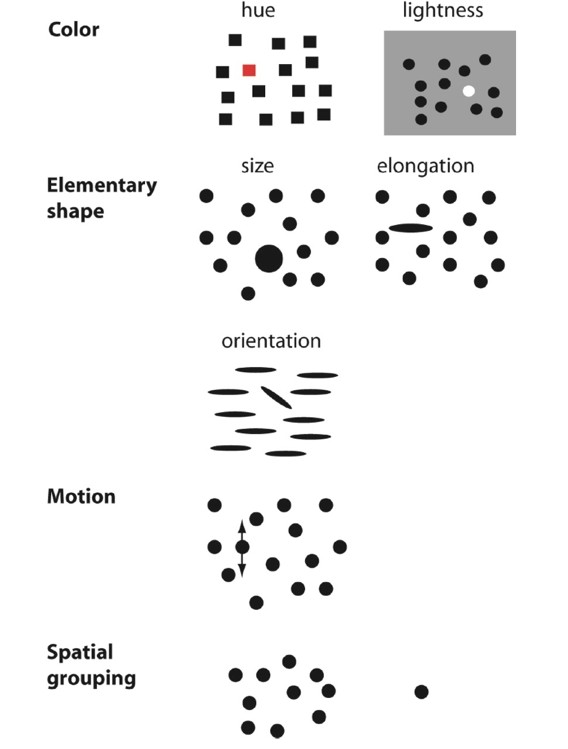 hue
lightness
Color
size
elongation
Elementary
shape
orientation
Motion
Spatial
grouping